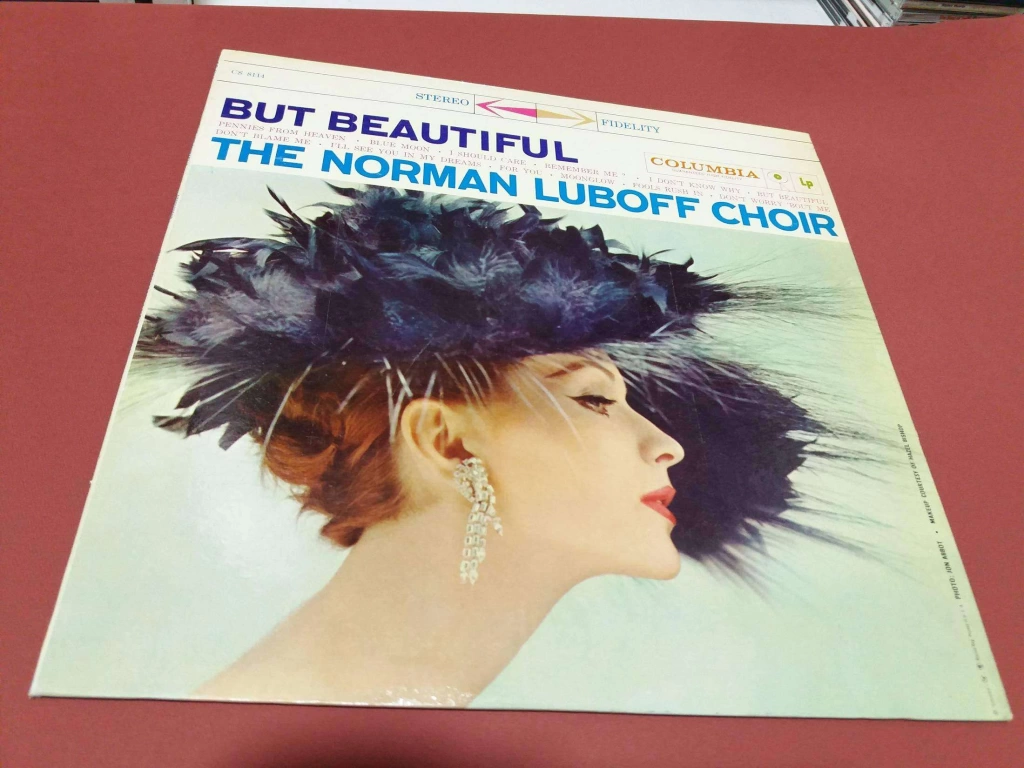 CS 8114
STEREO FIDELITY
BUT BEAUTIFUL
COLUMBIA Lp
PENNIES FROM HEAVEN • BLUE MOON • I SHOULD CARE • REMEMBER ME? • I DON'T KNOW WHY • BUT BEAUTIFUL
DON'T BLAME ME • I'LL SEE YOU IN MY DREAMS • FOR YOU • MOONGLOW • FOOLS RUSH IN • DON'T WORRY 'BOUT ME
THE NORMAN LUBOFF CHOIR
PHOTO: JON ABBOT • MAKEUP COURTESY OF HAZEL BISHOP